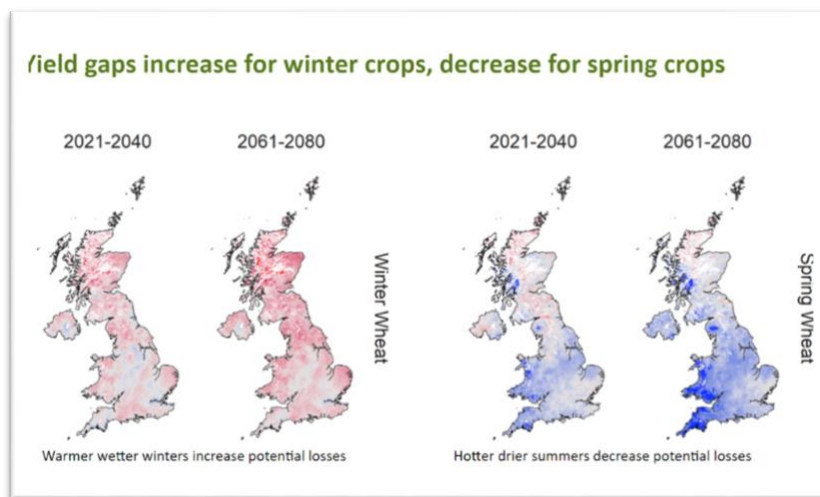 Yield gaps increase for winter crops, decrease for spring crops
2021-2040 2061-2080 2021-2040 2061-2080
Winter Wheat
Spring Wheat
Warmer wetter winters increase potential losses
Hotter drier summers decrease potential losses